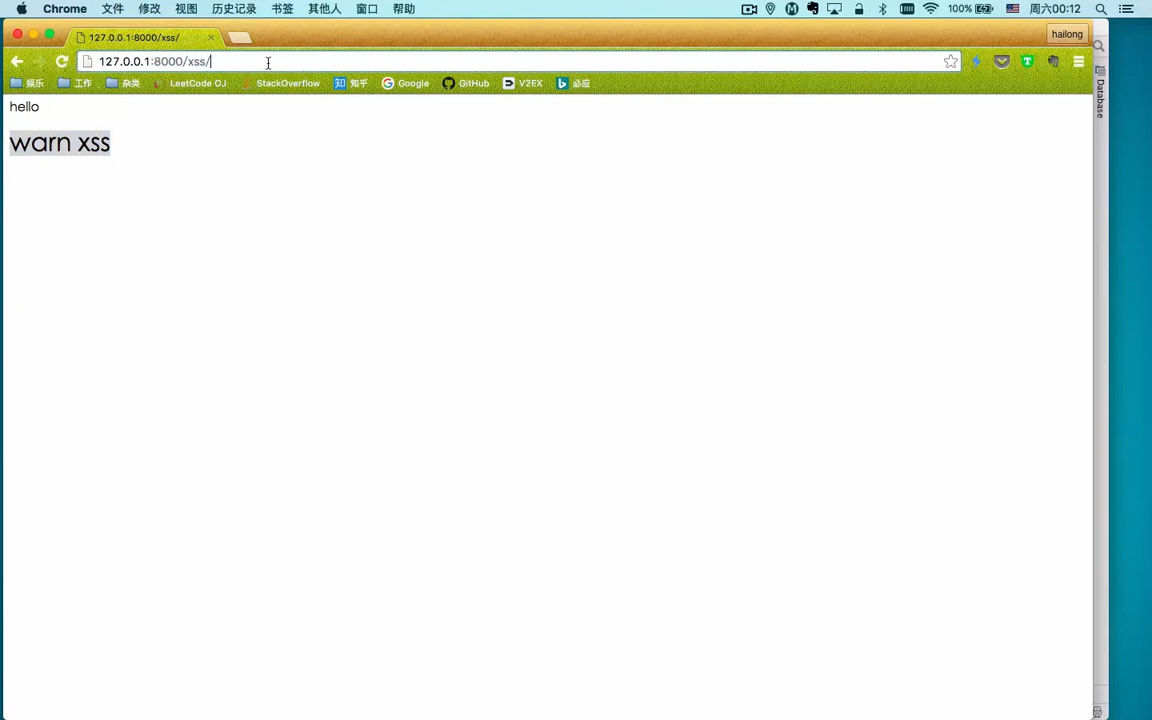 Chrome 文件 修改 视图 历史记录 书签 其他人 窗口 帮助 100% 周六00:12
127.0.0.1:8000/xss/ hailong
127.0.0.1:8000/xss/
娱乐 工作 杂类 LeetCode OJ StackOverflow 知 知乎 Google GitHub V2EX 必应
hello
warn xss
Database